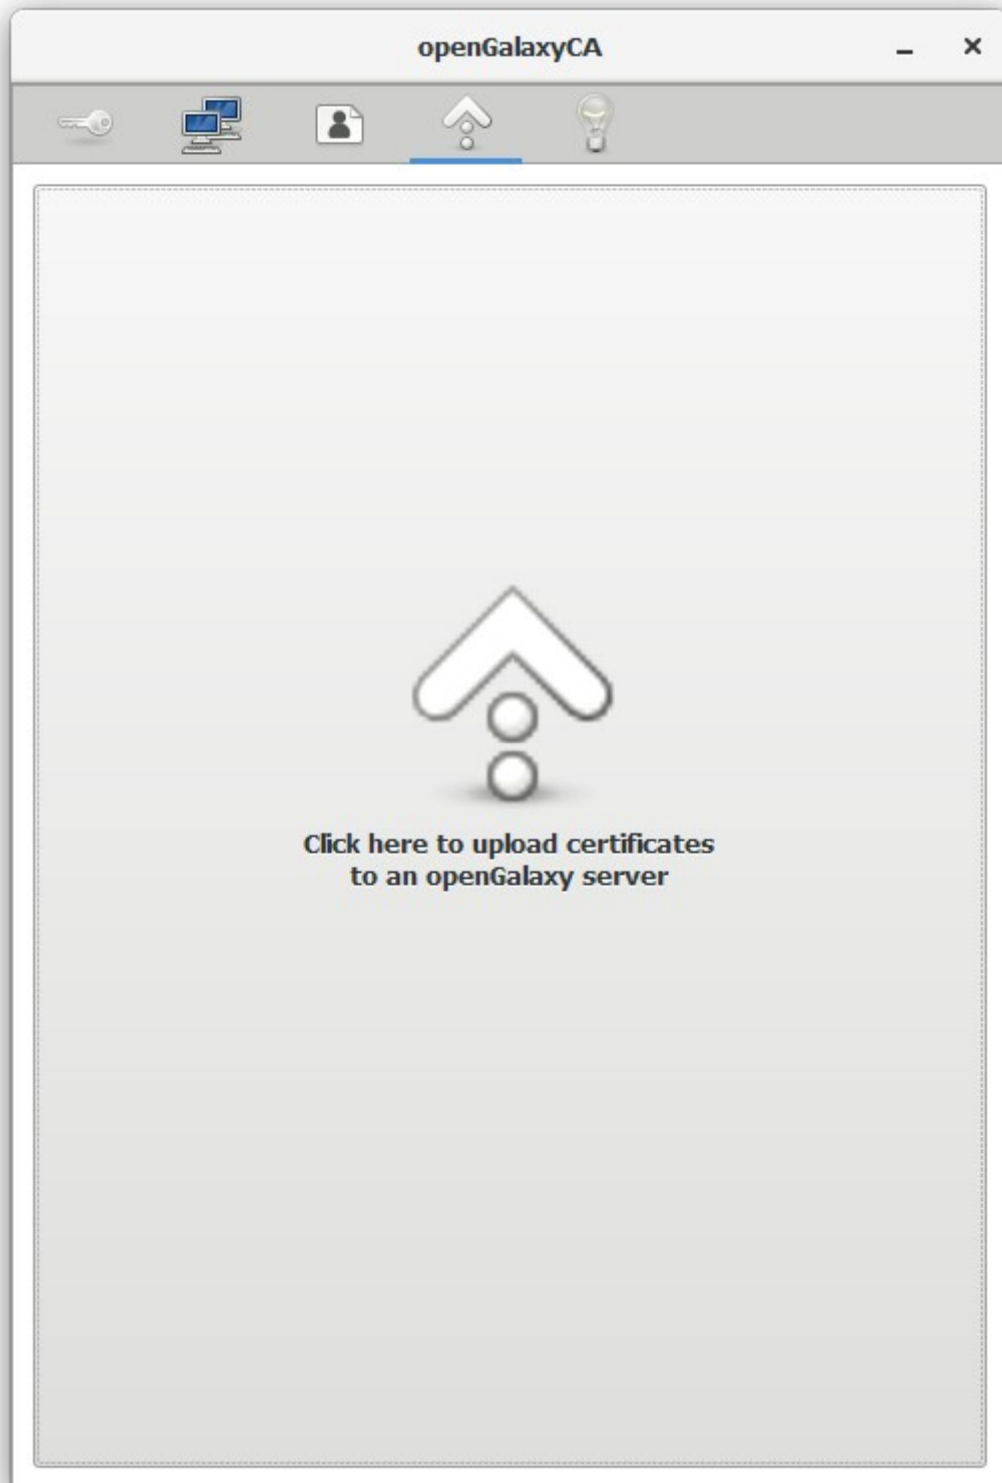 openGalaxyCA
Click here to upload certificates
to an openGalaxy server